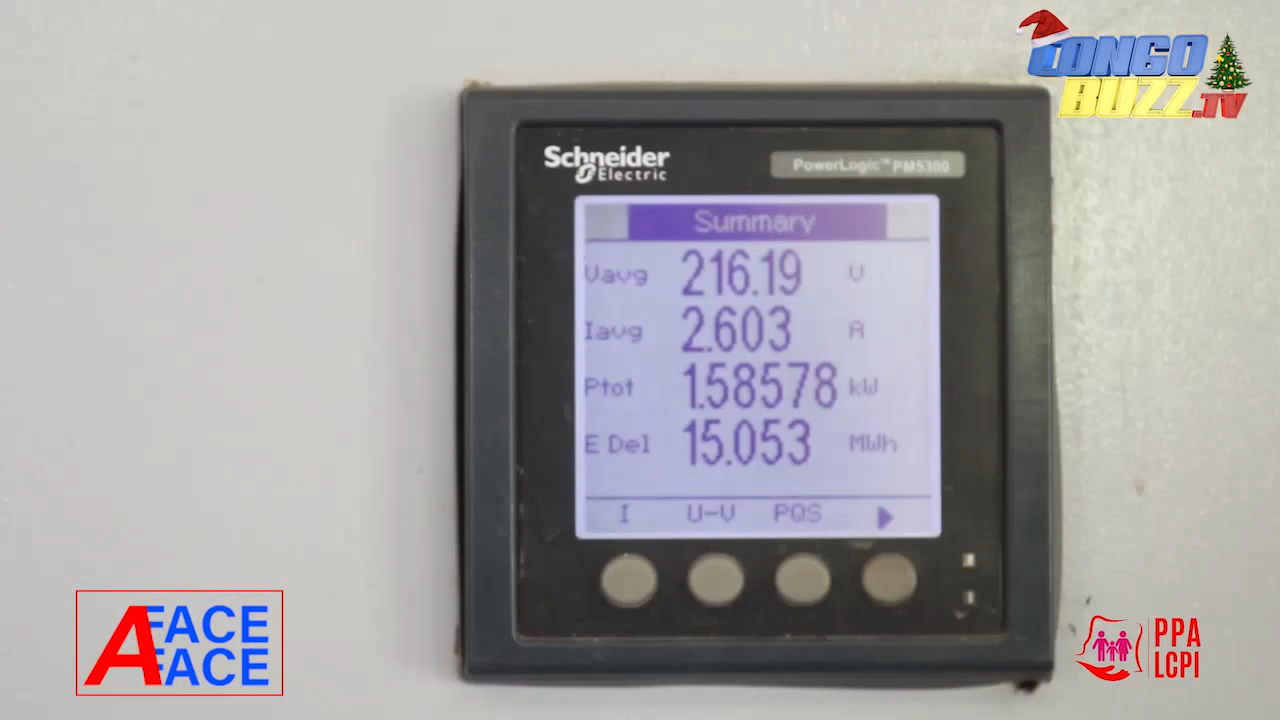 CONGO
BUZZ.TV
Schneider
Electric
PowerLogic™ PM5300
Summary
Vavg 216.19 V
Iavg 2.603 A
Ptot 1.58578 kW
E Del 15.053 MWh
I U-V PQS
A FACE
FACE
PPA
LCPI